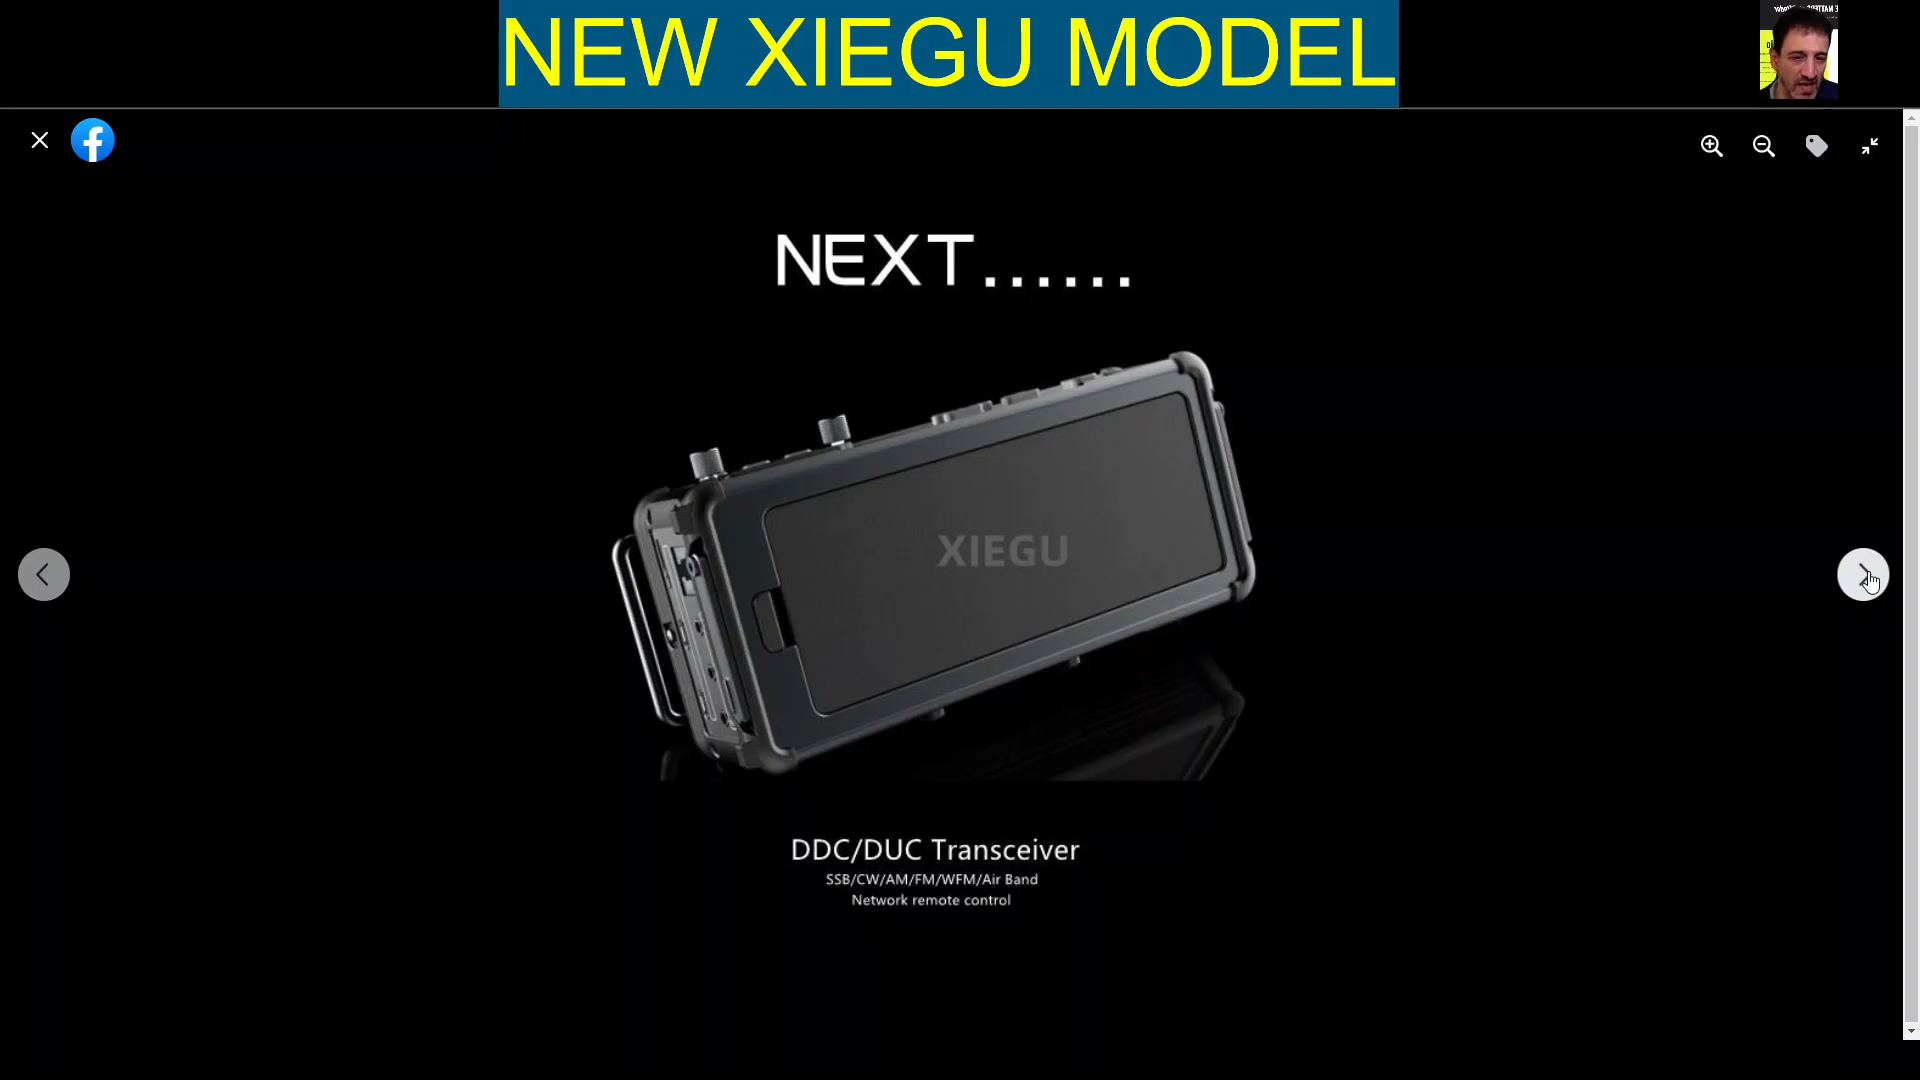 NEW XIEGU MODEL
NEXT......
XIEGU
DDC/DUC Transceiver
SSB/CW/AM/FM/WFM/Air Band
Network remote control